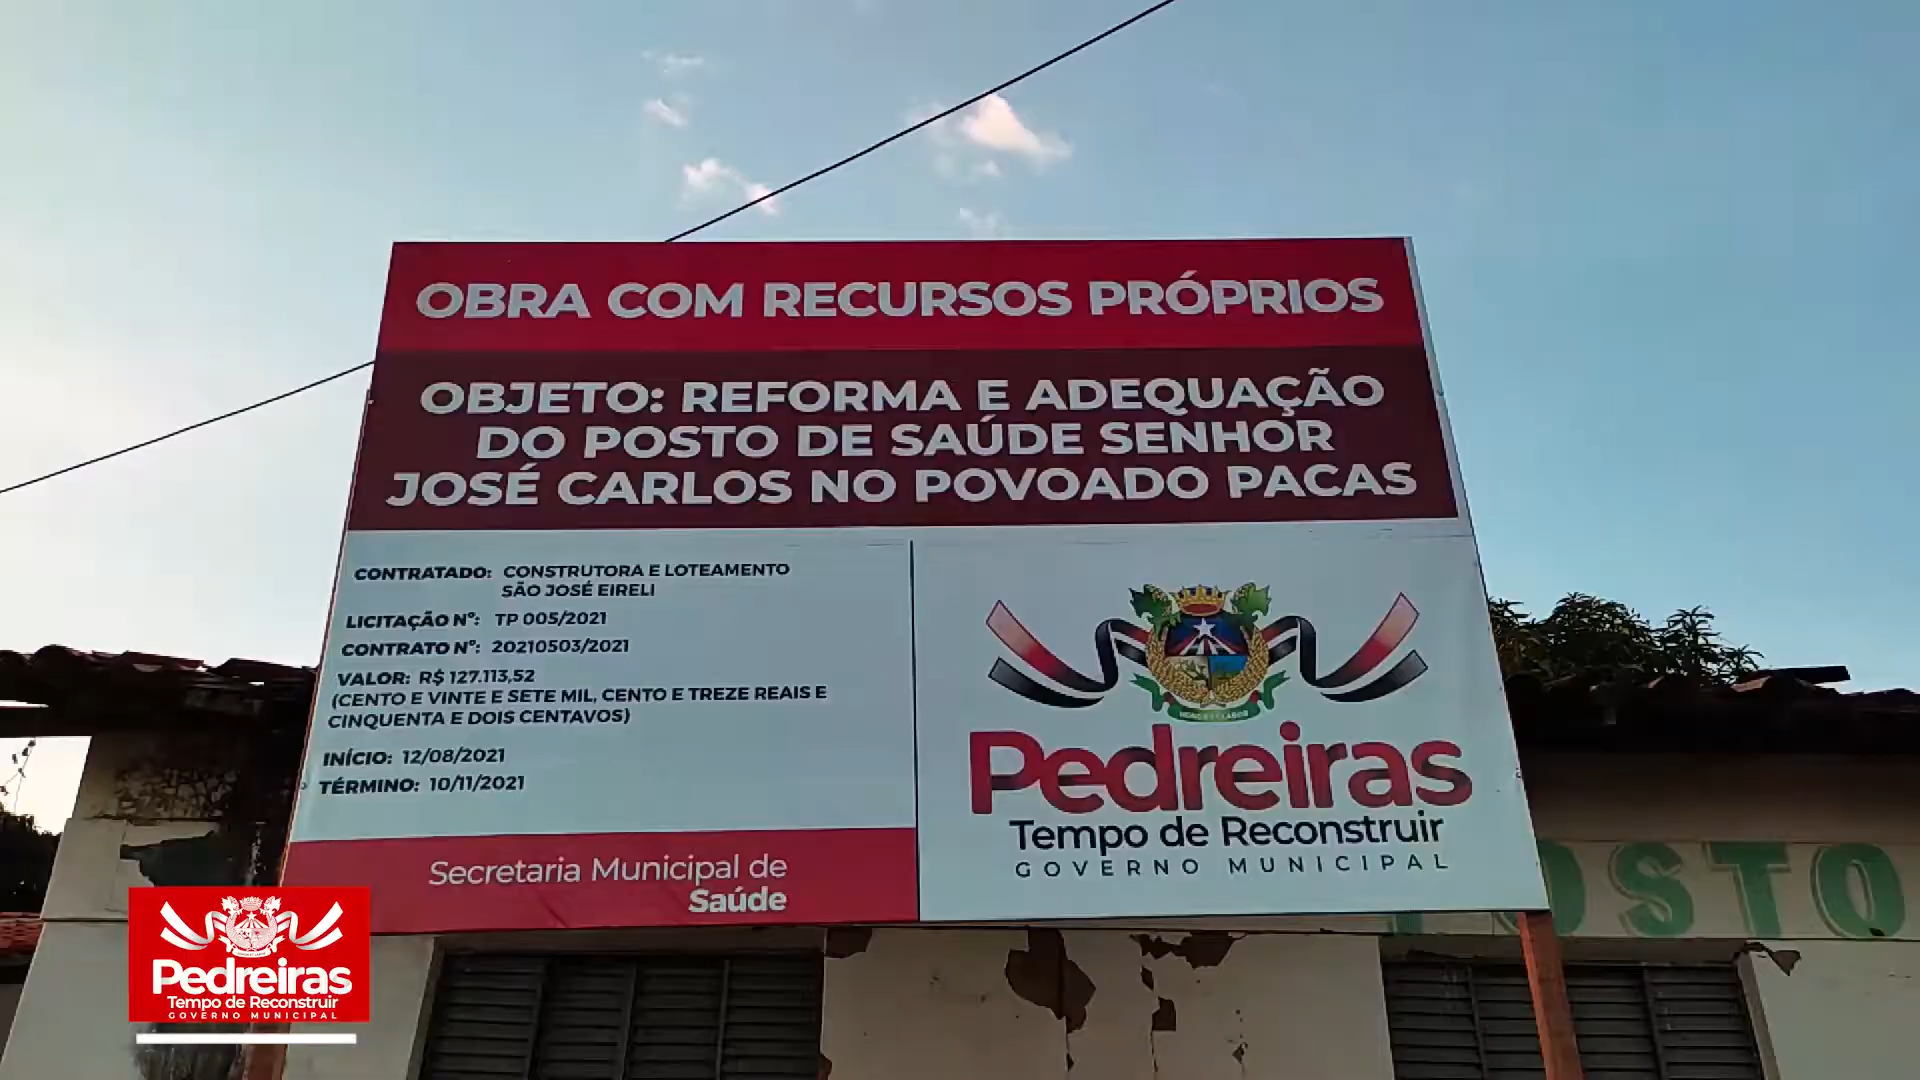 OBRA COM RECURSOS PRÓPRIOS
OBJETO: REFORMA E ADEQUAÇÃO
DO POSTO DE SAÚDE SENHOR
JOSÉ CARLOS NO POVOADO PACAS
CONTRATADO: CONSTRUTORA E LOTEAMENTO
SÃO JOSÉ EIRELI
LICITAÇÃO Nº: TP 005/2021
CONTRATO Nº: 20210503/2021
VALOR: R$ 127.113,52
(CENTO E VINTE E SETE MIL, CENTO E TREZE REAIS E
CINQUENTA E DOIS CENTAVOS)
INÍCIO: 12/08/2021
TÉRMINO: 10/11/2021
Secretaria Municipal de
Saúde
Pedreiras
Tempo de Reconstruir
GOVERNO MUNICIPAL
POSTO
Pedreiras
Tempo de Reconstruir
GOVERNO MUNICIPAL